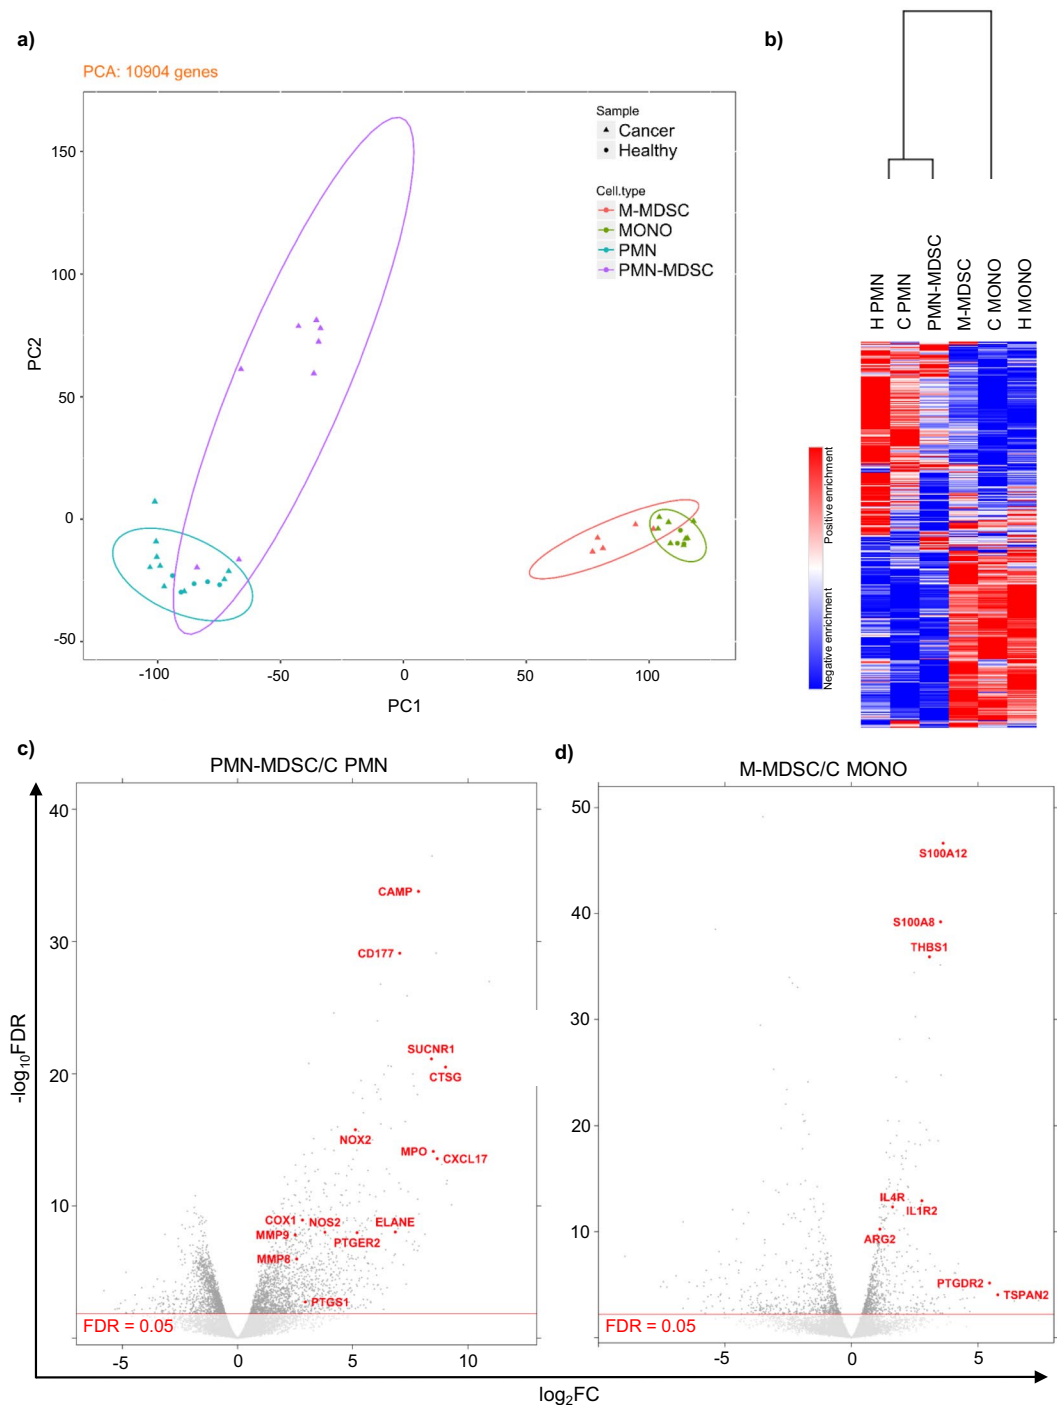 a)
PCA: 10904 genes
Sample
Cancer
Healthy
Cell.type
M-MDSC
MONO
PMN
PMN-MDSC
150
100
50
0
-50
PC2
-100
-50
0
50
100
PC1
b)
H PMN
C PMN
PMN-MDSC
M-MDSC
C MONO
H MONO
Positive enrichment
Negative enrichment
c)
PMN-MDSC/C PMN
40
30
20
10
-log10FDR
CAMP
CD177
SUCNR1
CTSG
NOX2
MPO
CXCL17
COX1
NOS2
ELANE
MMP9
PTGER2
MMP8
PTGS1
FDR = 0.05
-5
0
5
10
d)
M-MDSC/C MONO
50
40
30
20
10
S100A12
S100A8
THBS1
IL4R
IL1R2
ARG2
PTGDR2
TSPAN2
FDR = 0.05
-5
0
5
log2FC